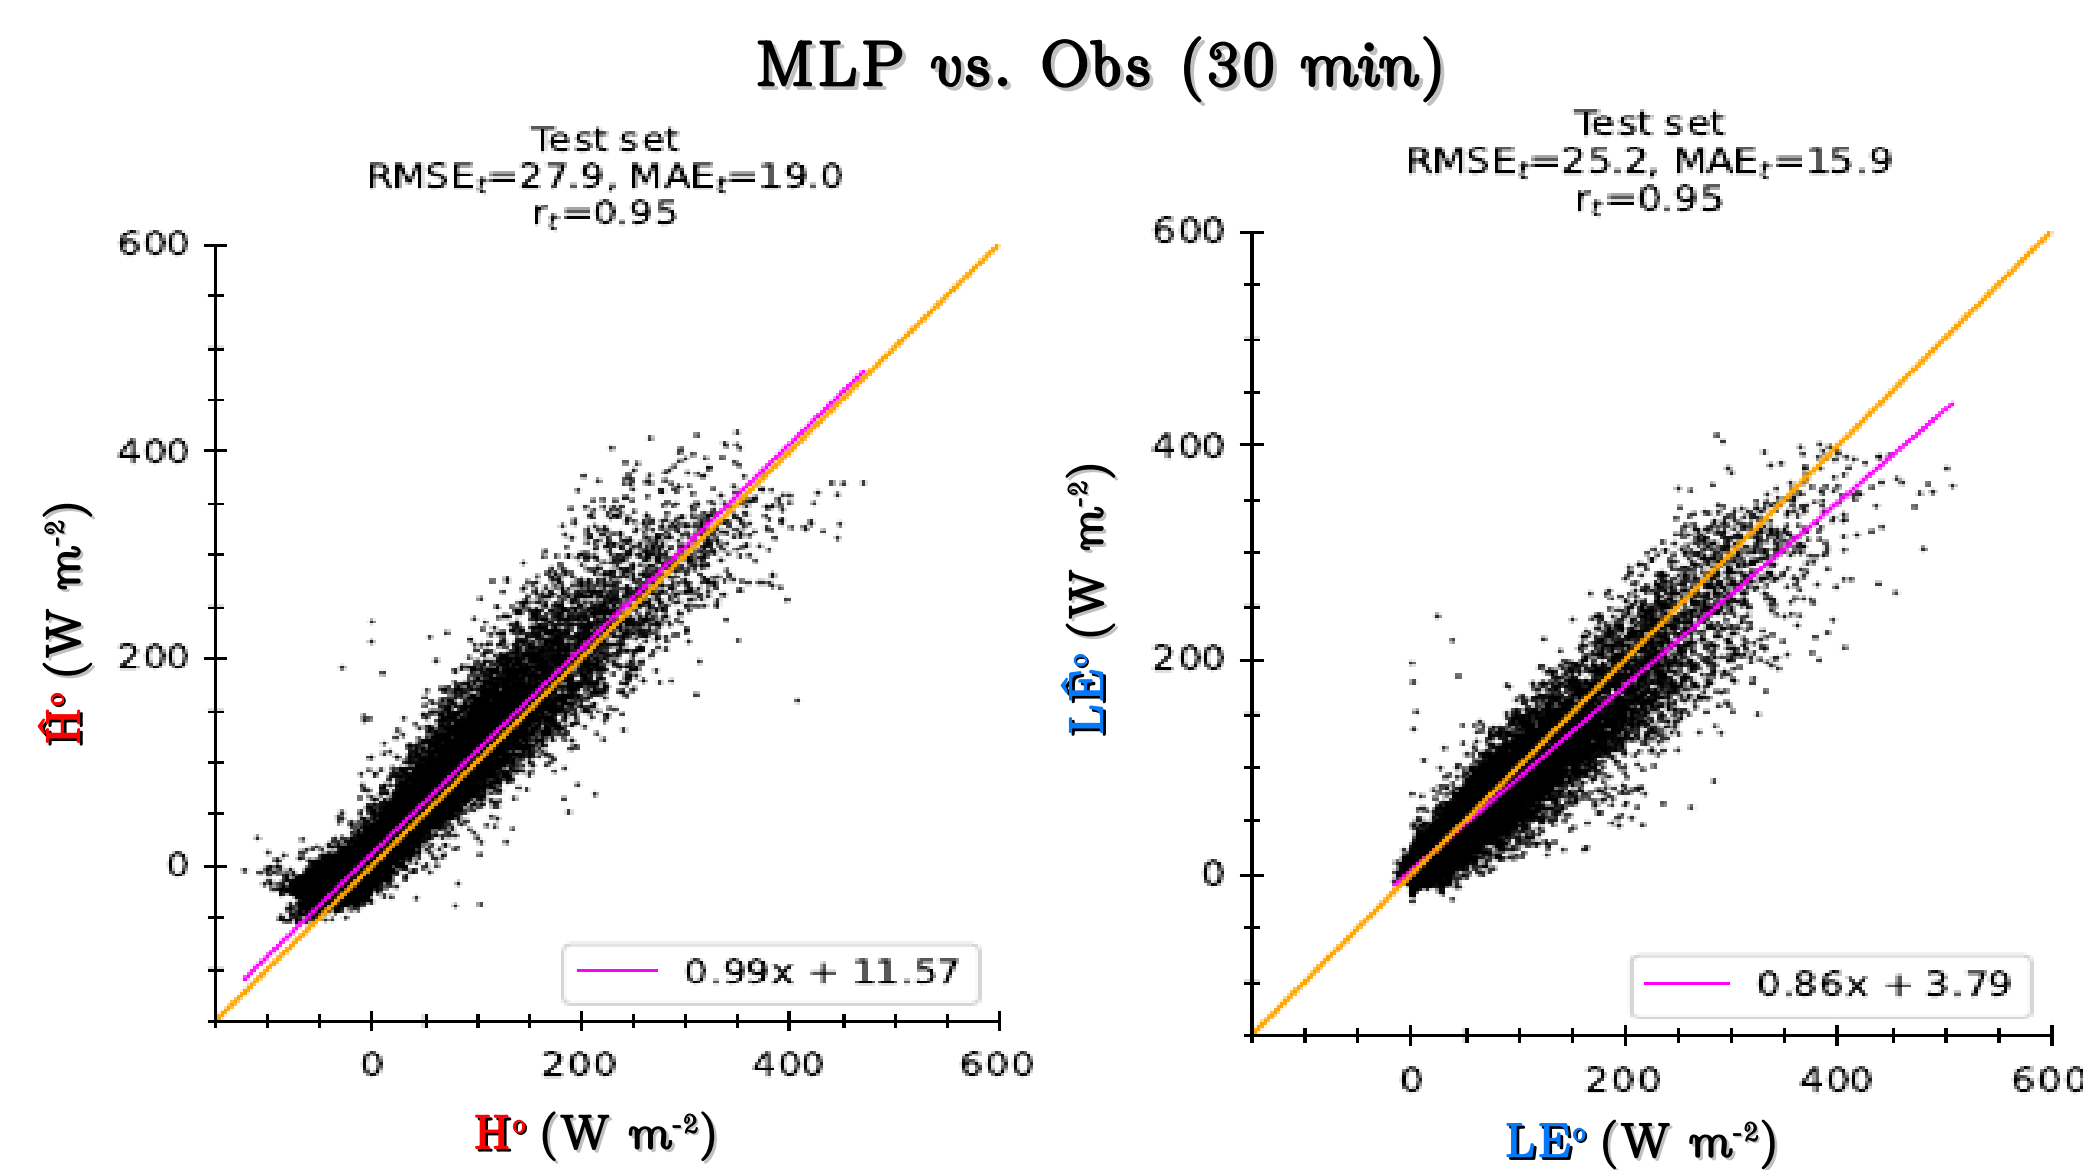 MLP vs. Obs (30 min)
Test set
RMSEₜ=27.9, MAEₜ=19.0
rₜ=0.95
600
400
200
0
Ĥᵒ (W m⁻²)
0.99x + 11.57
0 200 400 600
Hᵒ (W m⁻²)
Test set
RMSEₜ=25.2, MAEₜ=15.9
rₜ=0.95
600
400
200
0
LÊᵒ (W m⁻²)
0.86x + 3.79
0 200 400 600
LEᵒ (W m⁻²)